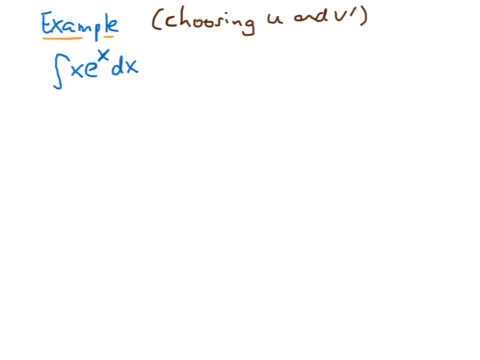 Example (choosing u and v')
∫xe^x dx